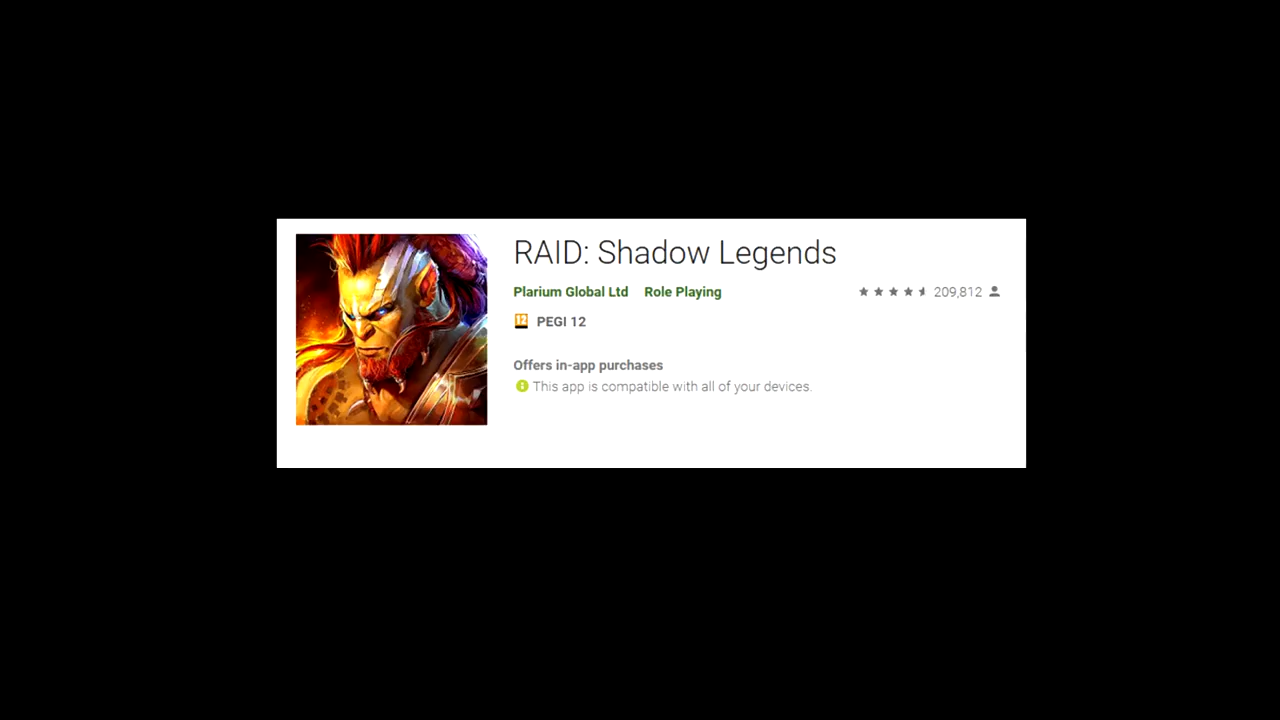 RAID: Shadow Legends
Plarium Global Ltd Role Playing 209,812
12 PEGI 12
Offers in-app purchases
This app is compatible with all of your devices.